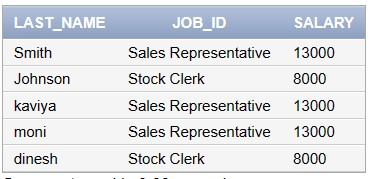 LAST_NAME JOB_ID SALARY
Smith Sales Representative 13000
Johnson Stock Clerk 8000
kaviya Sales Representative 13000
moni Sales Representative 13000
dinesh Stock Clerk 8000